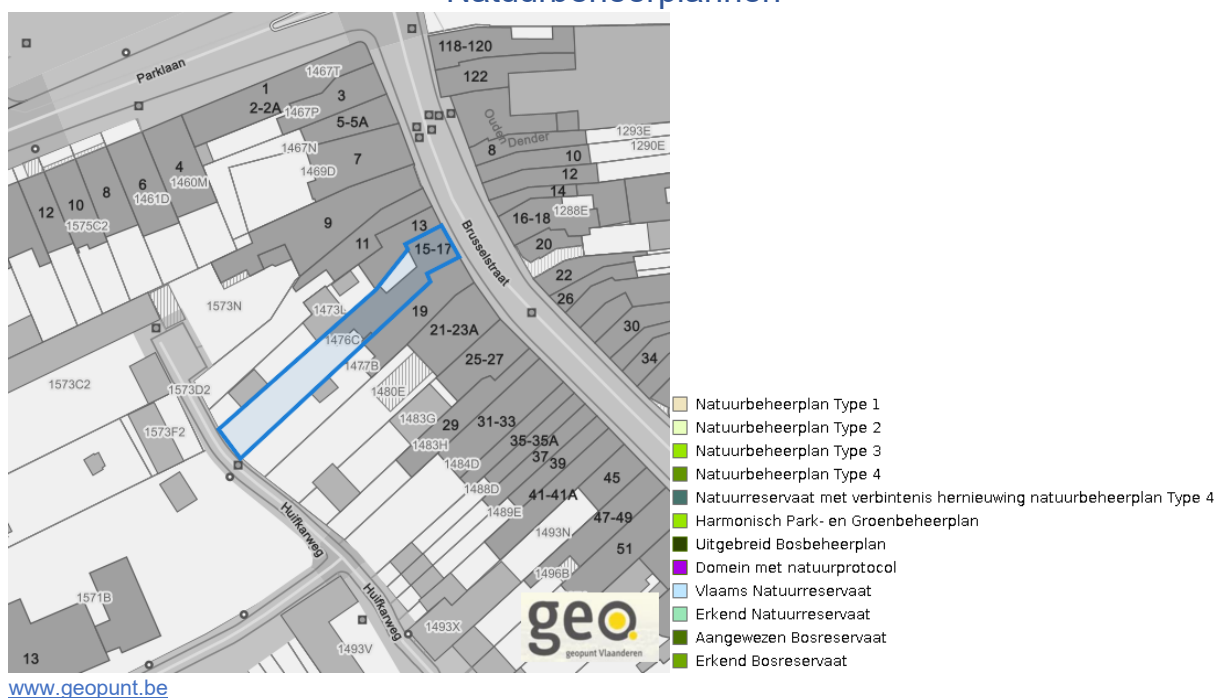 Natuurbeheerplannen
Parklaan
1467T
1
2-2A
1467P
3
5-5A
1467N
1469D
7
118-120
122
Ouden Dender
8
10
12
14
16-18
1288E
20
22
26
30
34
1293E
1290E
4
1460M
6
1461D
8
10
1575C2
12
9
11
13
15-17
Brusselstraat
1573N
1476C
1477B
19
21-23A
25-27
1480E
1483G
1483H
29
31-33
35-35A
37
39
41-41A
1484D
1488D
1489E
45
47-49
51
1493N
1496B
1573C2
1573D2
1573F2
Huifkarweg
Huifkarweg
1571B
13
1493X
1493V
geo
geopunt Vlaanderen
Natuurbeheerplan Type 1
Natuurbeheerplan Type 2
Natuurbeheerplan Type 3
Natuurbeheerplan Type 4
Natuurreservaat met verbintenis hernieuwing natuurbeheerplan Type 4
Harmonisch Park- en Groenbeheerplan
Uitgebreid Bosbeheerplan
Domein met natuurprotocol
Vlaams Natuurreservaat
Erkend Natuurreservaat
Aangewezen Bosreservaat
Erkend Bosreservaat
www.geopunt.be